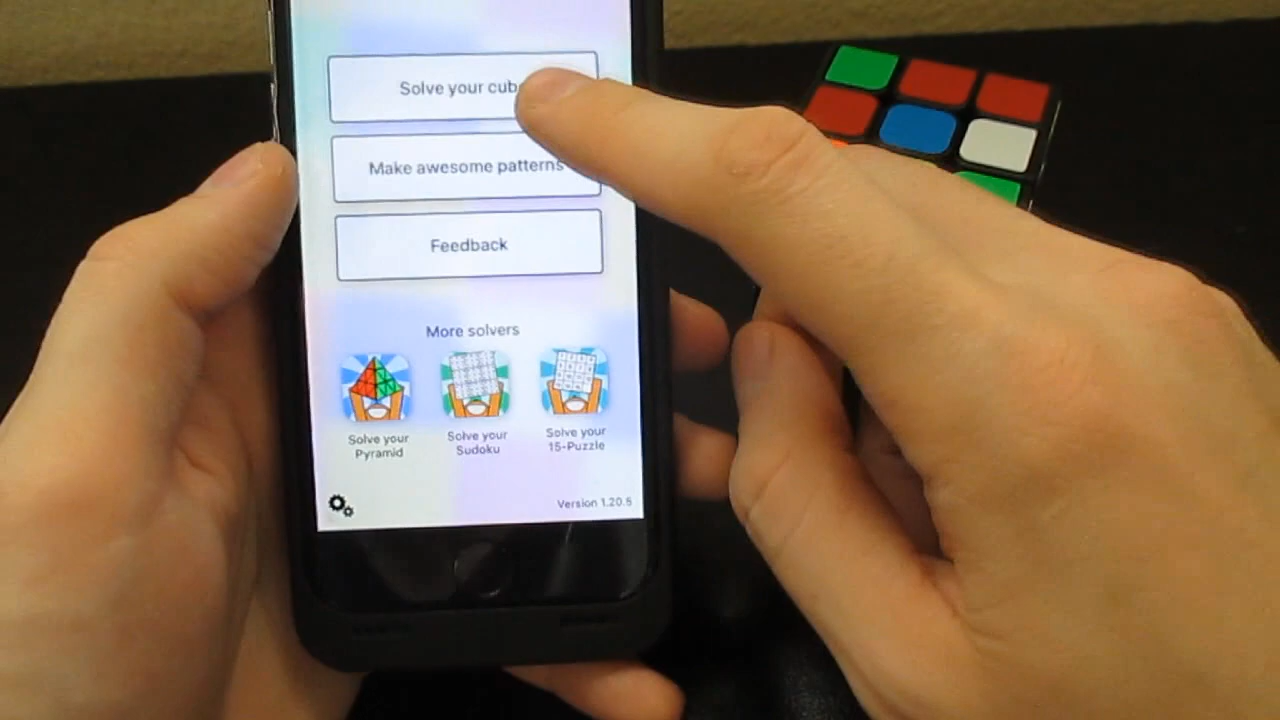 Solve your cub
Make awesome patterns
Feedback
More solvers
Solve your
Pyramid
Solve your
Sudoku
Solve your
15-Puzzle
Version 1.20.6